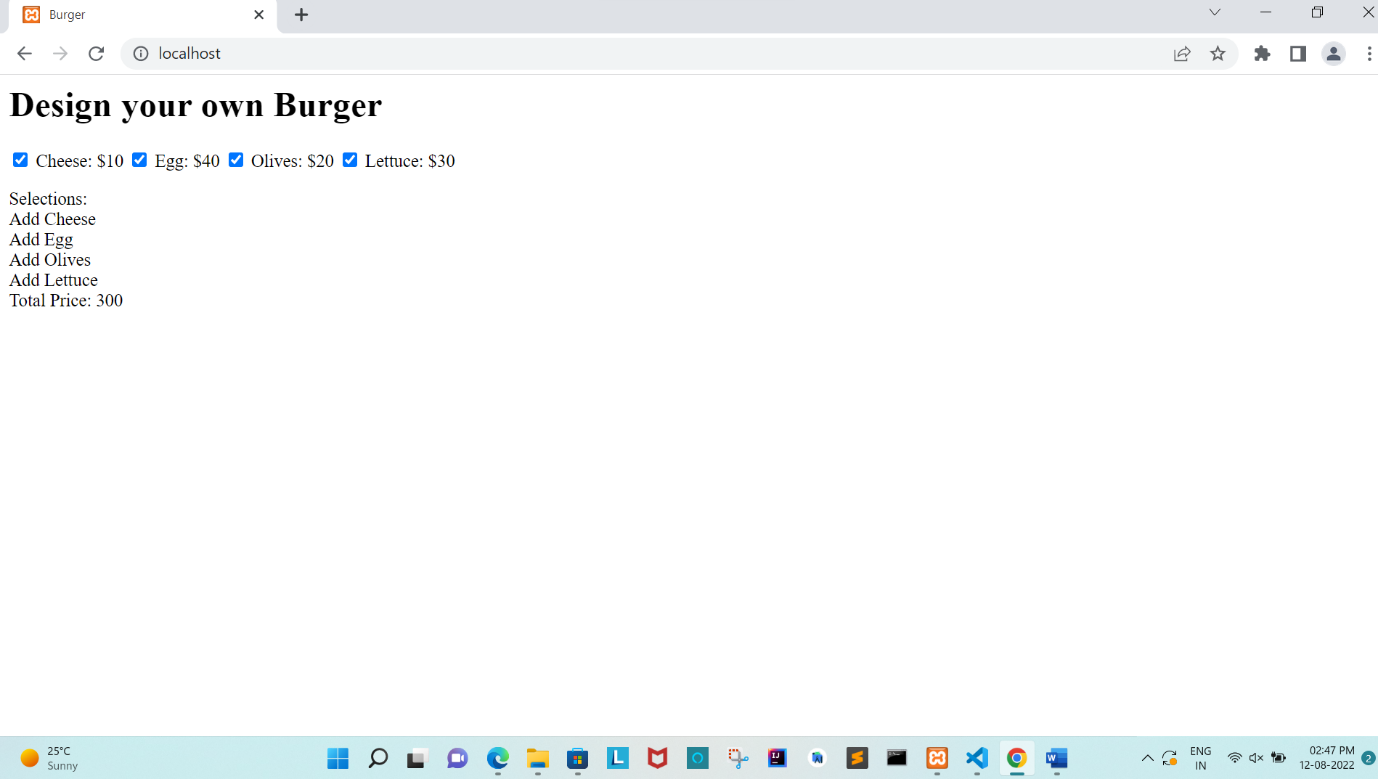 Burger
localhost
Design your own Burger
Cheese: $10 Egg: $40 Olives: $20 Lettuce: $30
Selections:
Add Cheese
Add Egg
Add Olives
Add Lettuce
Total Price: 300
25°C
Sunny
ENG
IN
02:47 PM
12-08-2022
2